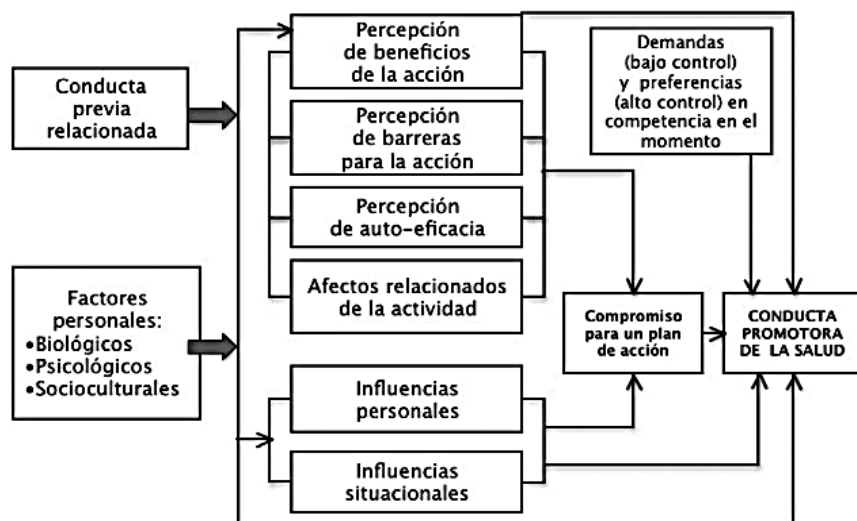 Conducta
previa
relacionada
Factores
personales:
•Biológicos
•Psicológicos
•Socioculturales
Percepción
de beneficios
de la acción
Percepción
de barreras
para la acción
Percepción
de auto-eficacia
Afectos relacionados
de la actividad
Influencias
personales
Influencias
situacionales
Demandas
(bajo control)
y preferencias
(alto control) en
competencia en el
momento
Compromiso
para un plan
de acción
CONDUCTA
PROMOTORA
DE LA SALUD